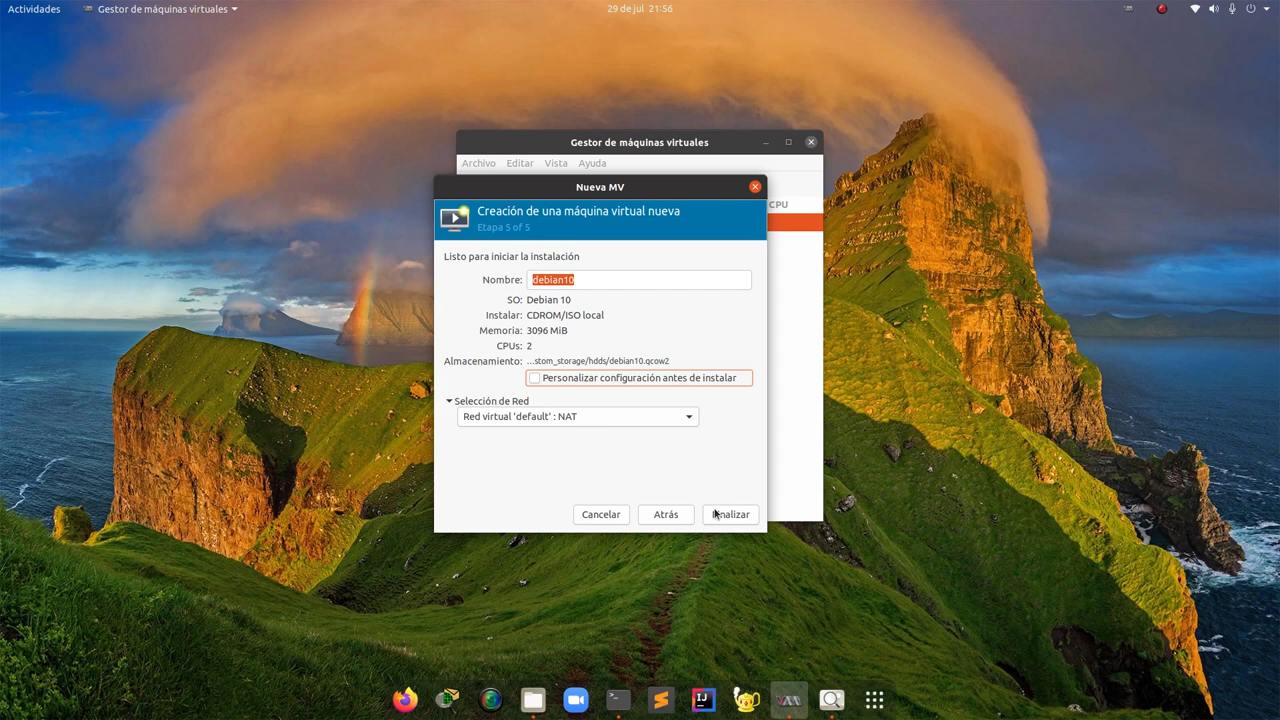 Actividades
Gestor de máquinas virtuales
29 de jul 21:56
Gestor de máquinas virtuales
Archivo Editar Vista Ayuda
Nueva MV
CPU
Creación de una máquina virtual nueva
Etapa 5 of 5
Listo para iniciar la instalación
Nombre: debian10
SO: Debian 10
Instalar: CDROM/ISO local
Memoria: 3096 MiB
CPUs: 2
Almacenamiento: ...stom_storage/hdds/debian10.qcow2
Personalizar configuración antes de instalar
Selección de Red
Red virtual 'default' : NAT
Cancelar Atrás Finalizar
IJ